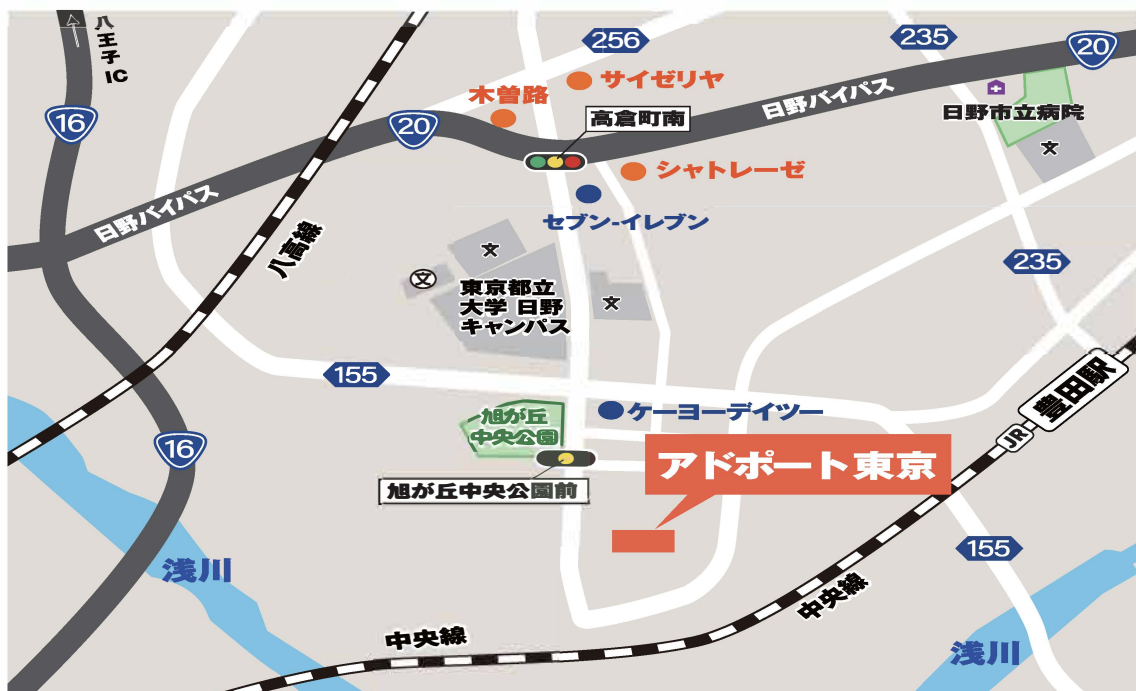 八王子IC
16
256
235
20
サイゼリヤ
木曽路
日野バイパス
高倉町南
20
日野市立病院
文
シャトレーゼ
セブン-イレブン
日野バイパス
八高線
文
文
東京都立
大学 日野
キャンパス
文
235
155
豊田駅
JR
ケーヨーデイツー
旭が丘
中央公園
16
アドポート東京
旭が丘中央公園前
155
浅川
中央線
中央線
浅川